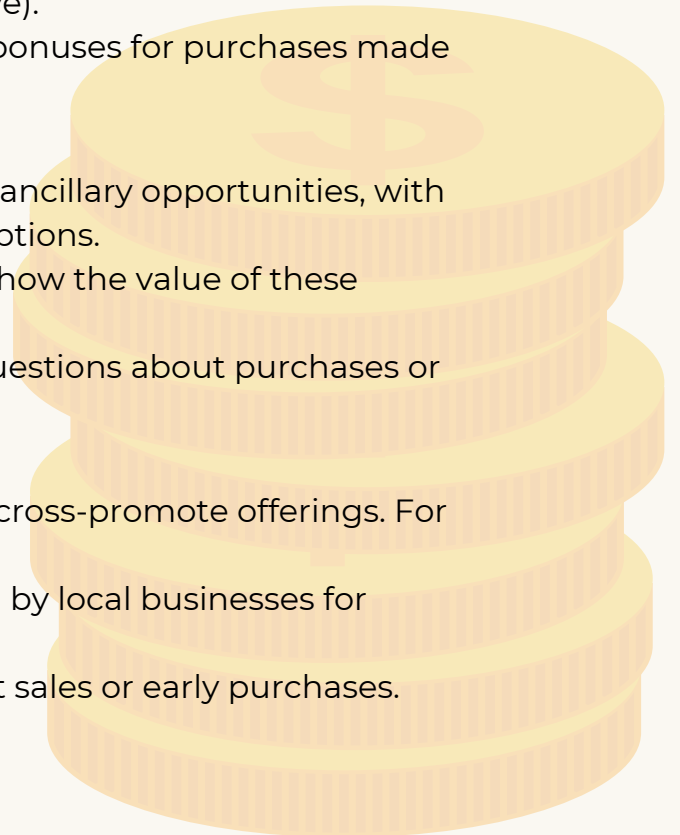 e).
bonuses for purchases made
ancillary opportunities, with
ptions.
how the value of these
uestions about purchases or
cross-promote offerings. For
by local businesses for
t sales or early purchases.
$